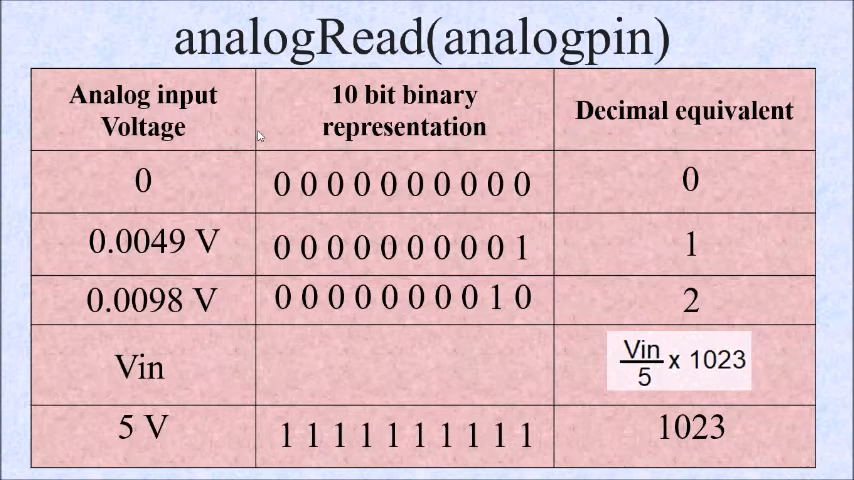 analogRead(analogpin)
Analog input Voltage
10 bit binary representation
Decimal equivalent
0
0 0 0 0 0 0 0 0 0 0
0
0.0049 V
0 0 0 0 0 0 0 0 0 1
1
0.0098 V
0 0 0 0 0 0 0 0 1 0
2
Vin
Vin
5
x 1023
5 V
1 1 1 1 1 1 1 1 1 1
1023